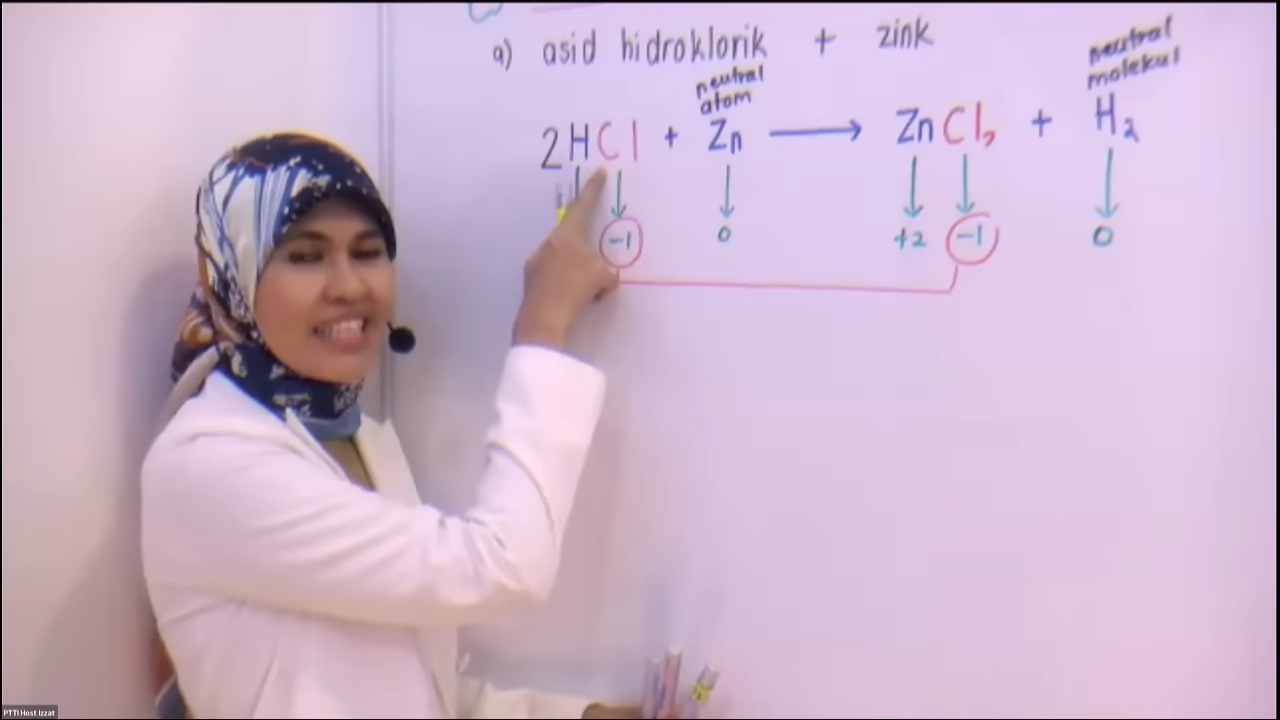 a) asid hidroklorik + zink
neutral atom
neutral molekul
2HCl + Zn → ZnCl₂ + H₂
-1 0 +2 -1 0
PTTI Host Izzat